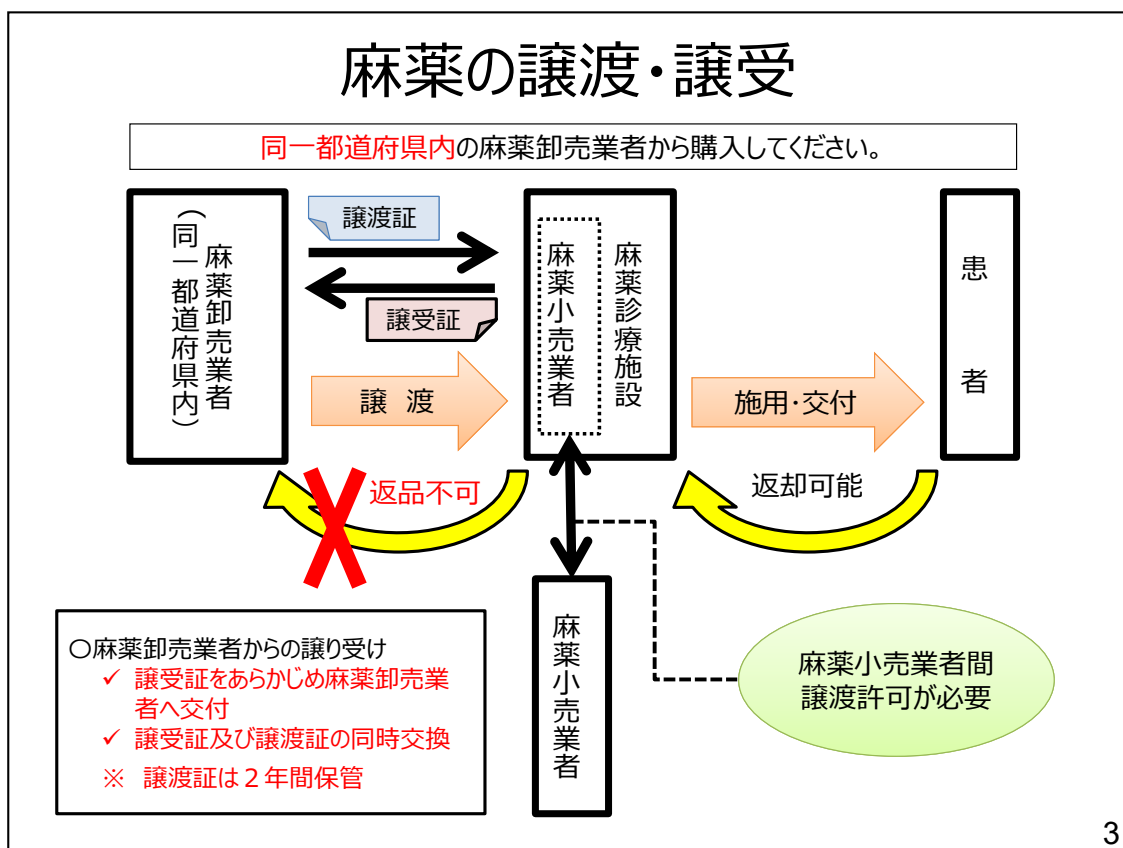 麻薬の譲渡・譲受
同一都道府県内の麻薬卸売業者から購入してください。
麻薬卸売業者
(同一都道府県内)
譲渡証
譲受証
譲 渡
返品不可
麻薬診療施設
麻薬小売業者
施用・交付
返却可能
患 者
〇麻薬卸売業者からの譲り受け
✓ 譲受証をあらかじめ麻薬卸売業
者へ交付
✓ 譲受証及び譲渡証の同時交換
※ 譲渡証は2年間保管
麻薬小売業者
麻薬小売業者間
譲渡許可が必要
3